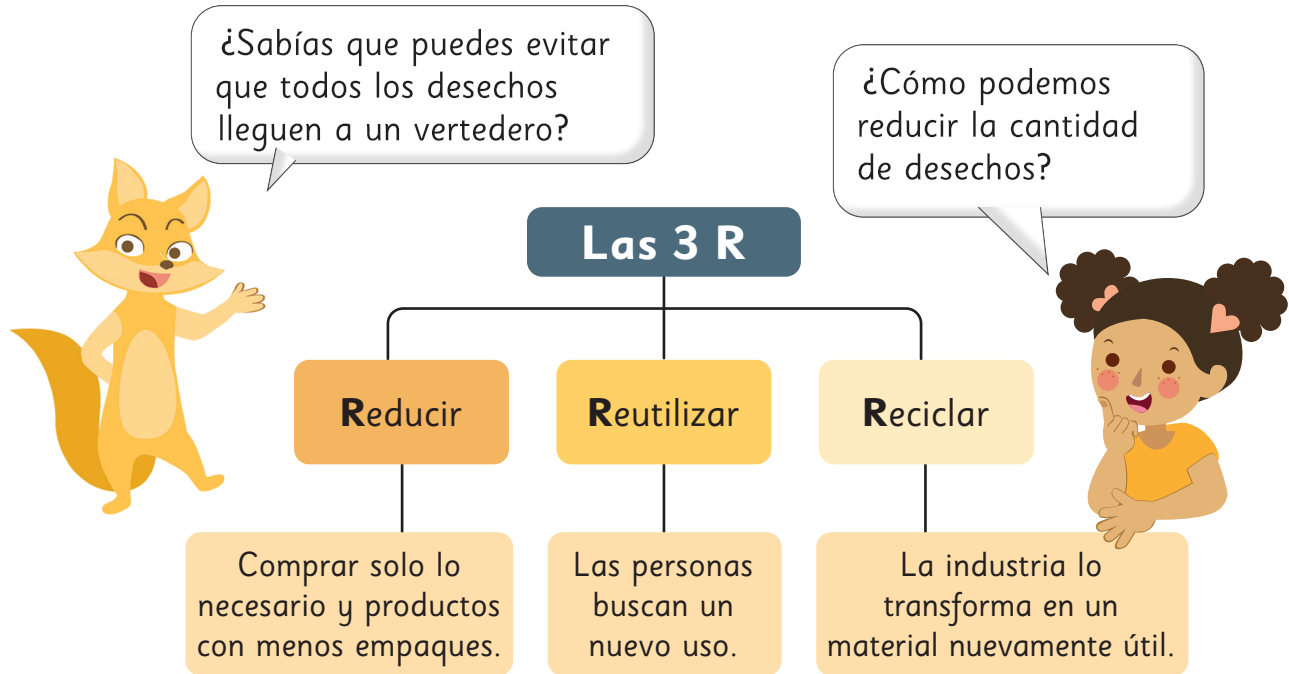 ¿Sabías que puedes evitar
que todos los desechos
lleguen a un vertedero?
¿Cómo podemos
reducir la cantidad
de desechos?
Las 3 R
Reducir
Reutilizar
Reciclar
Comprar solo lo
necesario y productos
con menos empaques.
Las personas
buscan un
nuevo uso.
La industria lo
transforma en un
material nuevamente útil.